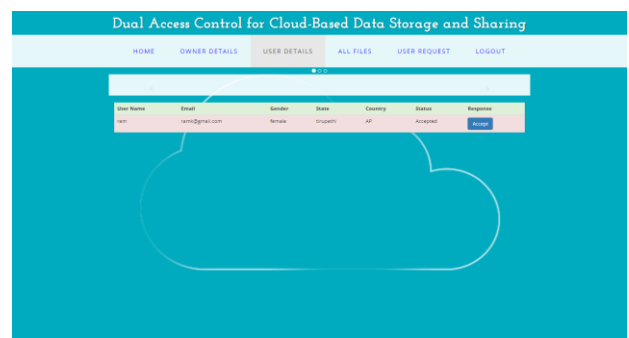 Dual Access Control for Cloud-Based Data Storage and Sharing
HOME OWNER DETAILS USER DETAILS ALL FILES USER REQUEST LOGOUT
User Name Email Gender State Country Status Response
ram ramk@gmail.com female tirupathi AP Accepted Accept